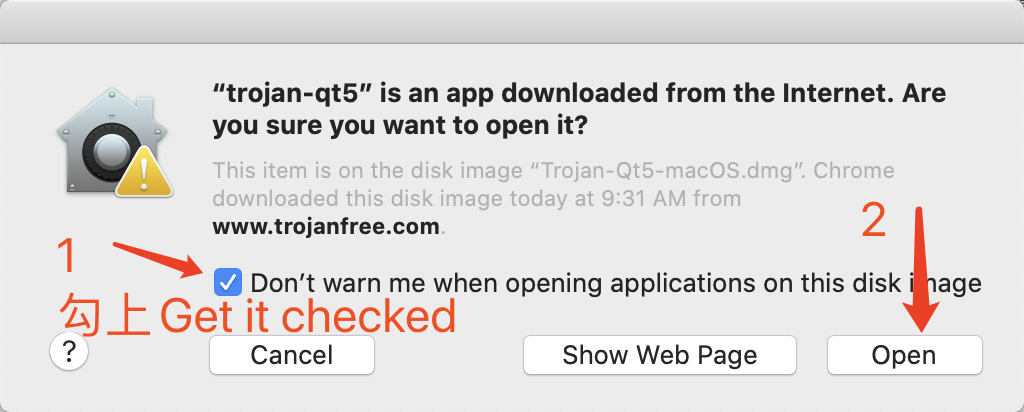 “trojan-qt5” is an app downloaded from the Internet. Are
you sure you want to open it?
This item is on the disk image “Trojan-Qt5-macOS.dmg”. Chrome
downloaded this disk image today at 9:31 AM from
www.trojanfree.com.
2
1
Don’t warn me when opening applications on this disk image
勾上 Get it checked
?
Cancel
Show Web Page
Open